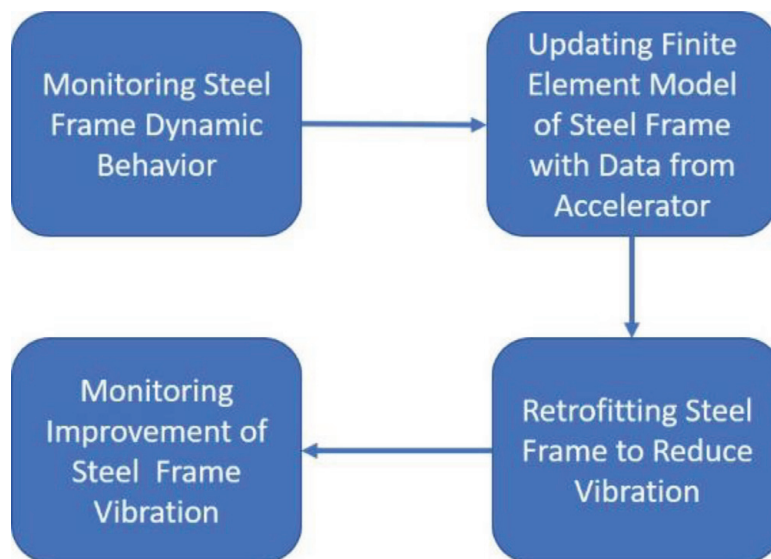 Monitoring Steel
Frame Dynamic
Behavior
Updating Finite
Element Model
of Steel Frame
with Data from
Accelerator
Retrofitting Steel
Frame to Reduce
Vibration
Monitoring
Improvement of
Steel Frame
Vibration